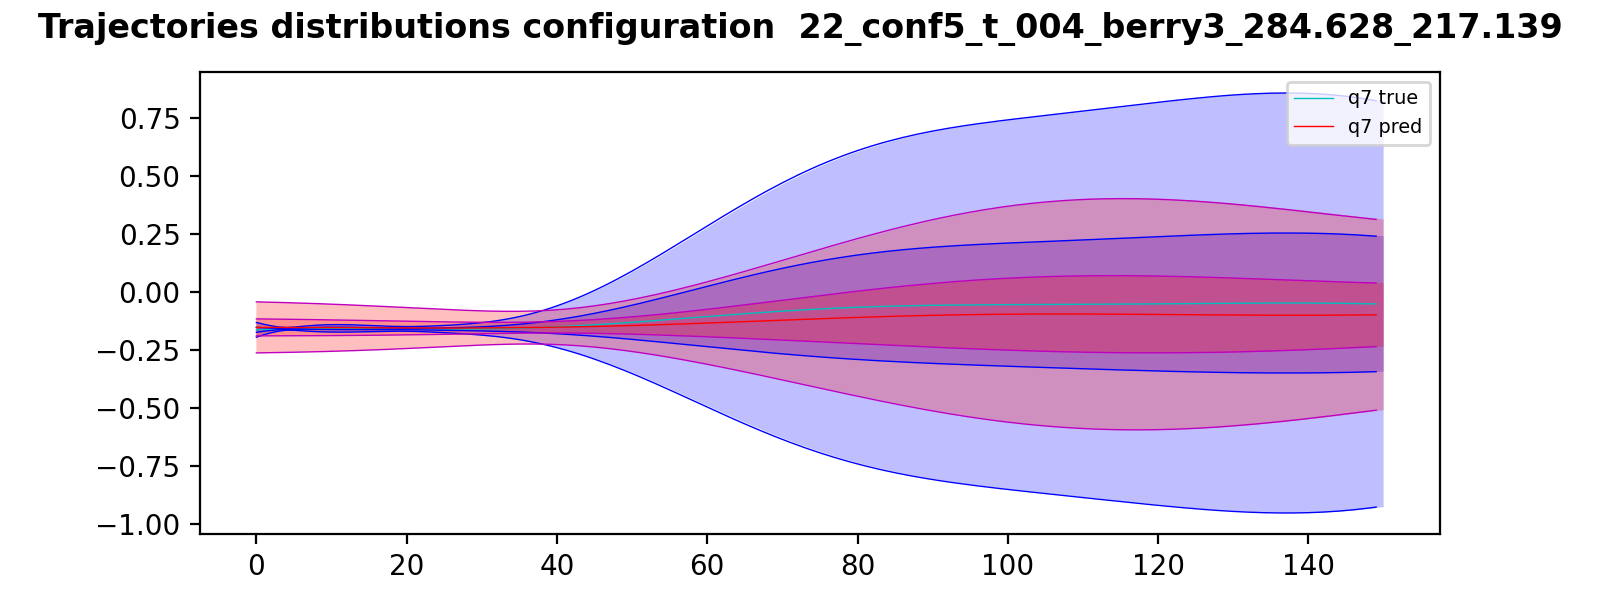 Trajectories distributions configuration  22_conf5_t_004_berry3_284.628_217.139
q7 true
q7 pred
0.75
0.50
0.25
0.00
−0.25
−0.50
−0.75
−1.00
0 20 40 60 80 100 120 140